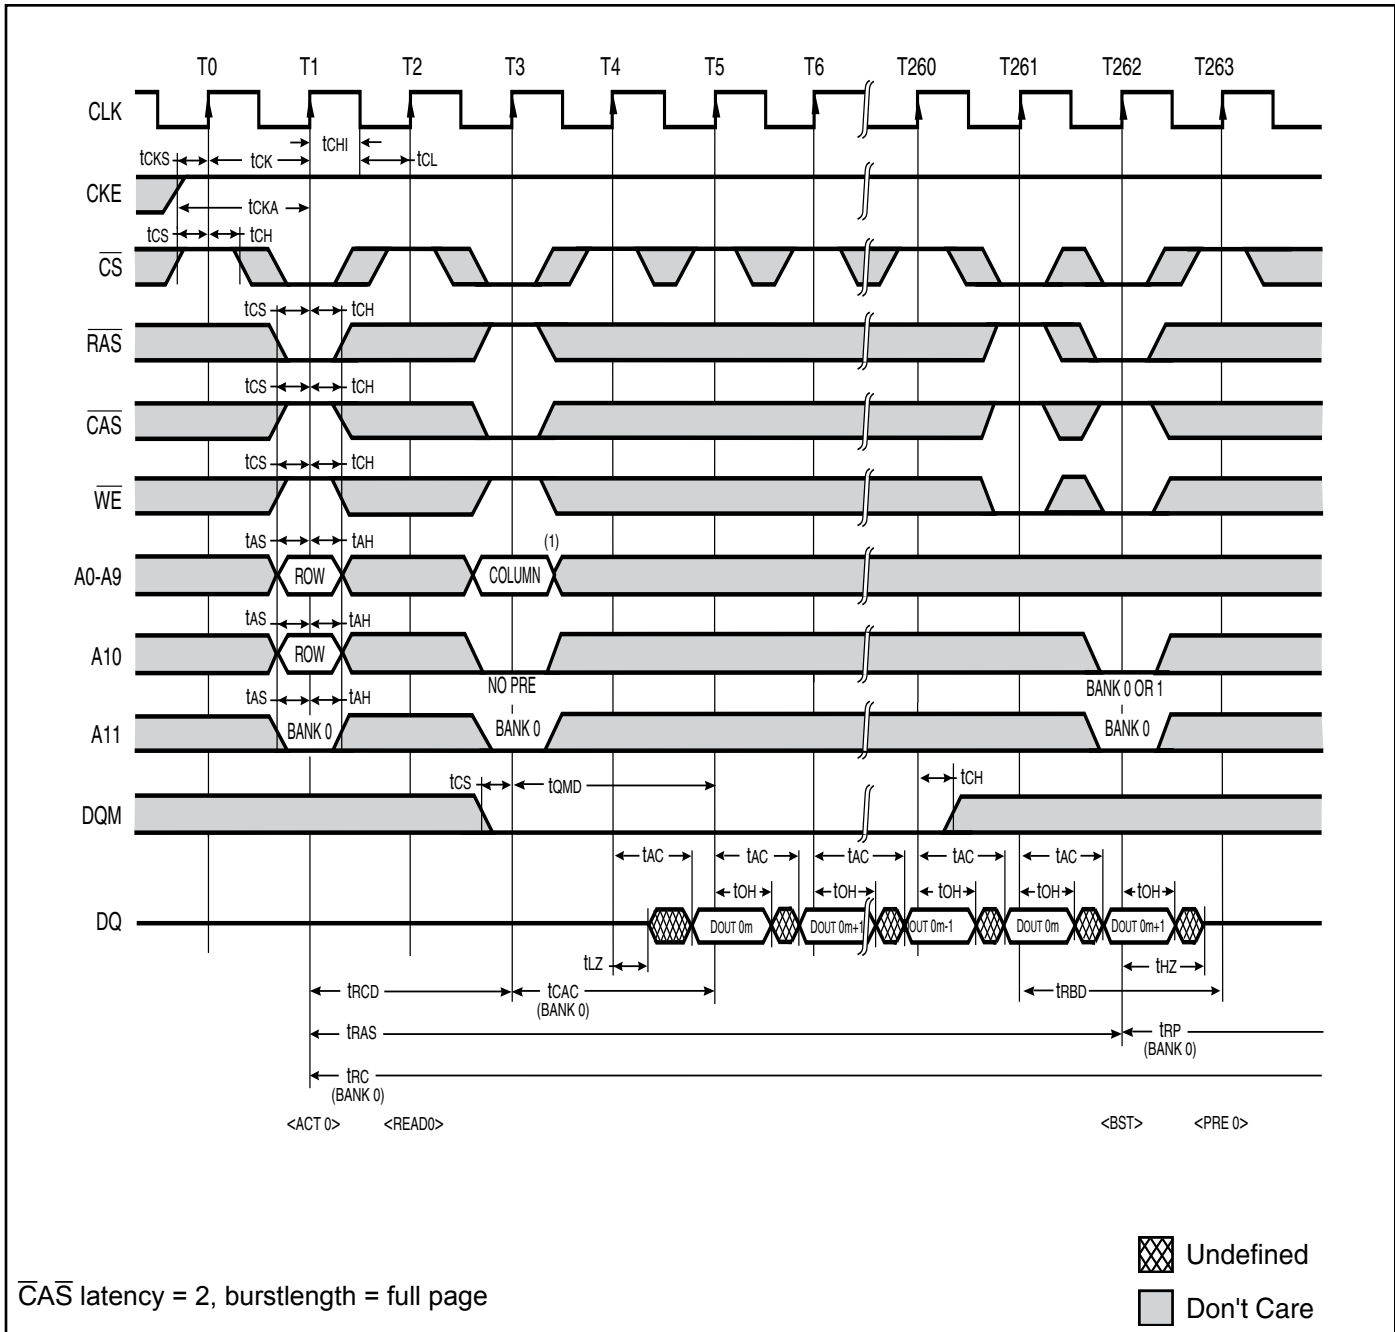 T0 T1 T2 T3 T4 T5 T6 T260 T261 T262 T263
CLK
tCHI
tCKS tCK tCL
CKE
tCKA
tCS tCH
CS
tCS tCH
RAS
tCS tCH
CAS
tCS tCH
WE
tAS tAH (1)
A0-A9 ROW COLUMN
tAS tAH
A10 ROW
NO PRE BANK 0 OR 1
tAS tAH
A11 BANK 0 BANK 0 BANK 0
tCS tQMD tCH
DQM
tAC tAC tAC tAC tAC
tOH tOH tOH tOH tOH
DQ DOUT 0m DOUT 0m+1 OUT 0m-1 DOUT 0m DOUT 0m+1
tLZ tHZ
tRCD tCAC tRBD
(BANK 0)
tRAS tRP
(BANK 0)
tRC
(BANK 0)
<ACT 0> <READ0> <BST> <PRE 0>
Undefined
CAS latency = 2, burstlength = full page
Don't Care